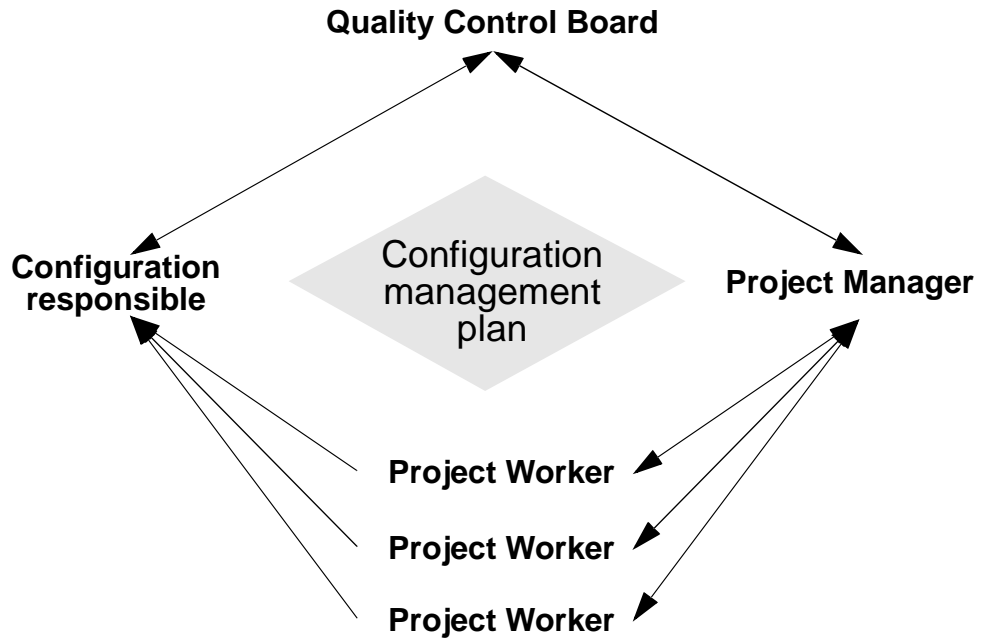 Quality Control Board
Configuration
responsible
Configuration
management
plan
Project Manager
Project Worker
Project Worker
Project Worker